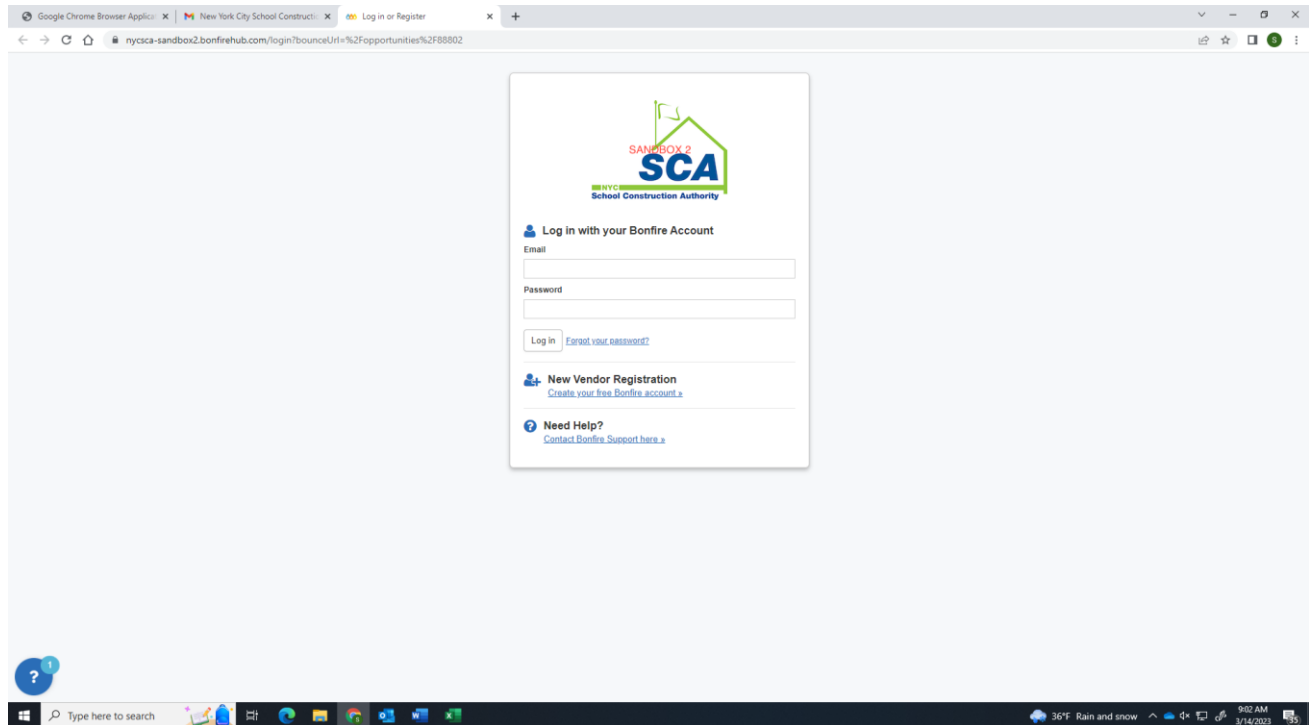 Google Chrome Browser Applicat
New York City School Constructio
Log in or Register
nycsca-sandbox2.bonfirehub.com/login?bounceUrl=%2Fopportunities%2F88802
S
SANDBOX 2
SCA
NYC
School Construction Authority
Log in with your Bonfire Account
Email
Password
Log in Forgot your password?
New Vendor Registration
Create your free Bonfire account »
Need Help?
Contact Bonfire Support here »
? 1
Type here to search
36°F Rain and snow
9:02 AM
3/14/2023